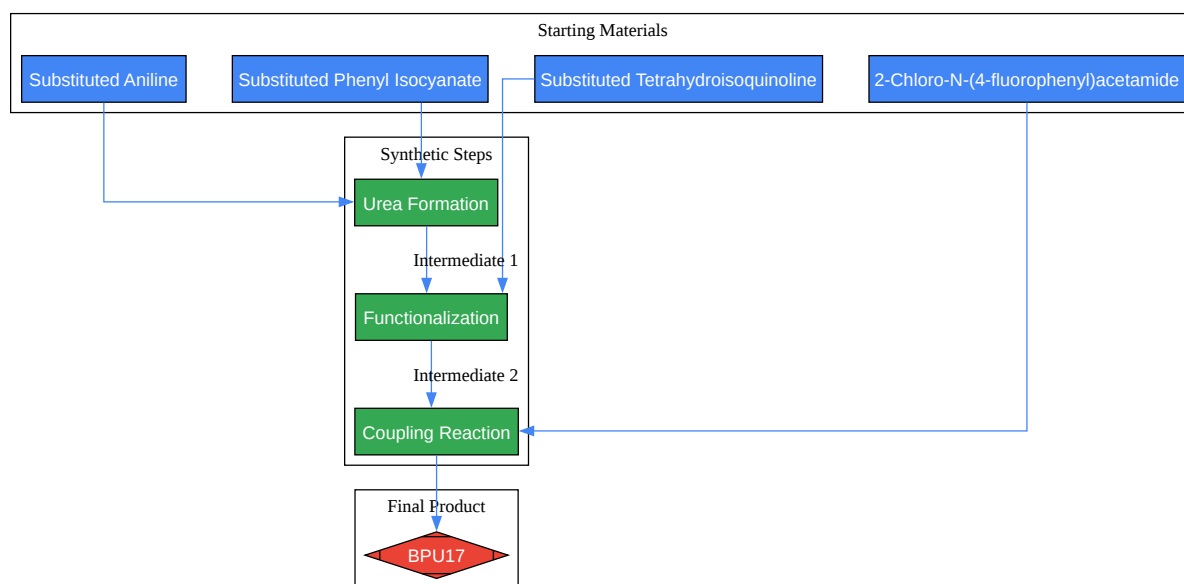 Starting Materials
Substituted Aniline
Substituted Phenyl Isocyanate
Substituted Tetrahydroisoquinoline
2-Chloro-N-(4-fluorophenyl)acetamide
Synthetic Steps
Urea Formation
Intermediate 1
Functionalization
Intermediate 2
Coupling Reaction
Final Product
BPU17